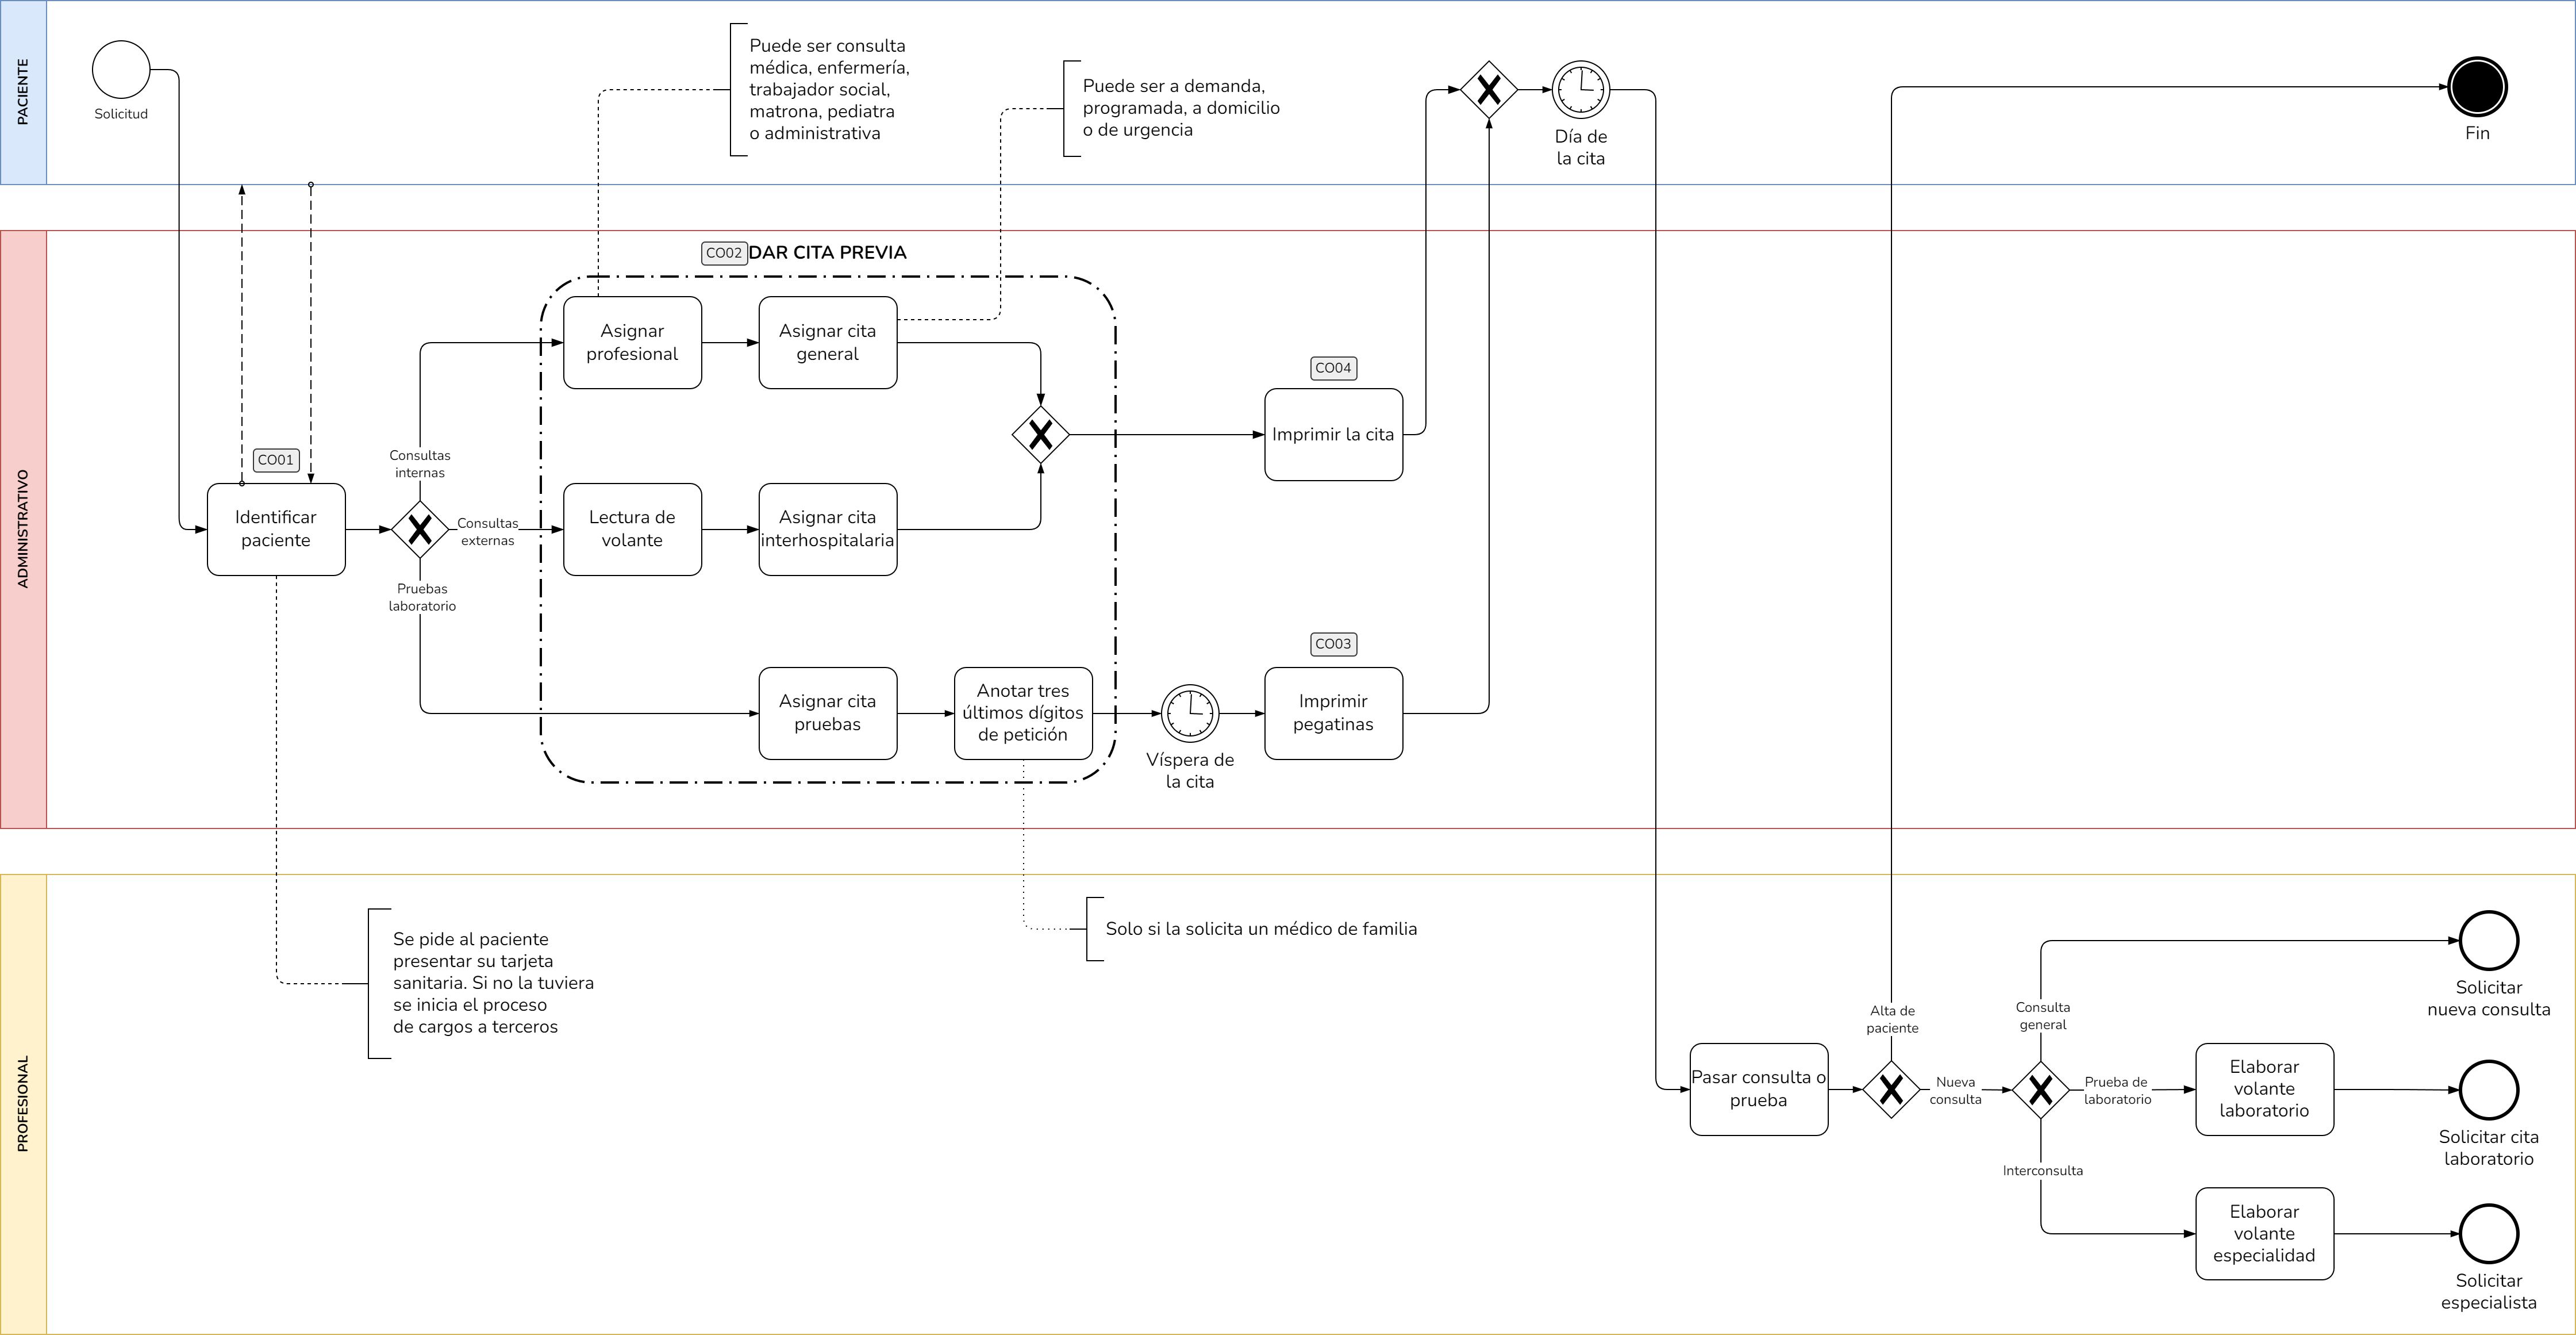 PACIENTE
Solicitud
Puede ser consulta
médica, enfermería,
trabajador social,
matrona, pediatra
o administrativa
Puede ser a demanda,
programada, a domicilio
o de urgencia
Día de
la cita
Fin
ADMINISTRATIVO
CO02
DAR CITA PREVIA
CO01
Identificar
paciente
Consultas
internas
Consultas
externas
Pruebas
laboratorio
Asignar
profesional
Asignar cita
general
Lectura de
volante
Asignar cita
interhospitalaria
Asignar cita
pruebas
Anotar tres
últimos dígitos
de petición
Víspera de
la cita
CO04
Imprimir la cita
CO03
Imprimir
pegatinas
PROFESIONAL
Se pide al paciente
presentar su tarjeta
sanitaria. Si no la tuviera
se inicia el proceso
de cargos a terceros
Solo si la solicita un médico de familia
Pasar consulta o
prueba
Alta de
paciente
Nueva
consulta
Consulta
general
Prueba de
laboratorio
Interconsulta
Elaborar
volante
laboratorio
Elaborar
volante
especialidad
Solicitar
nueva consulta
Solicitar cita
laboratorio
Solicitar
especialista